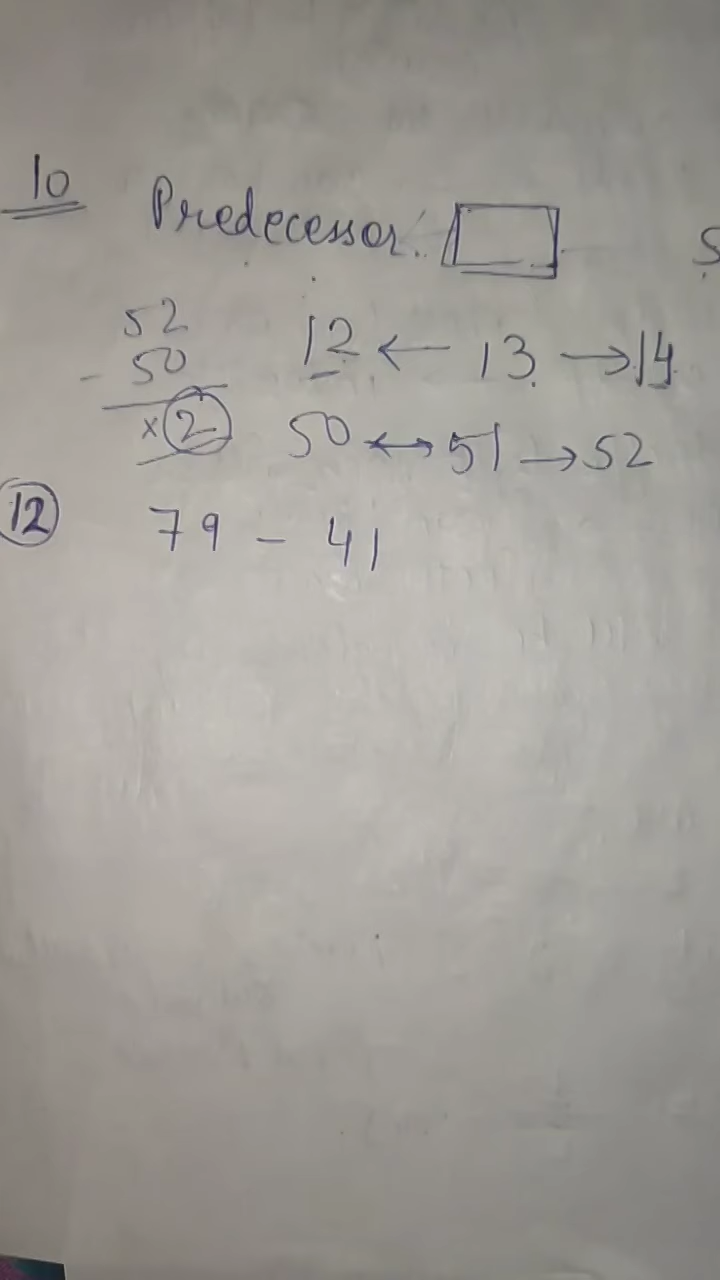 10 Predecessor. S
52
- 50
x 2
12 ← 13 → 14
50 ↔ 51 → 52
12 79 - 41